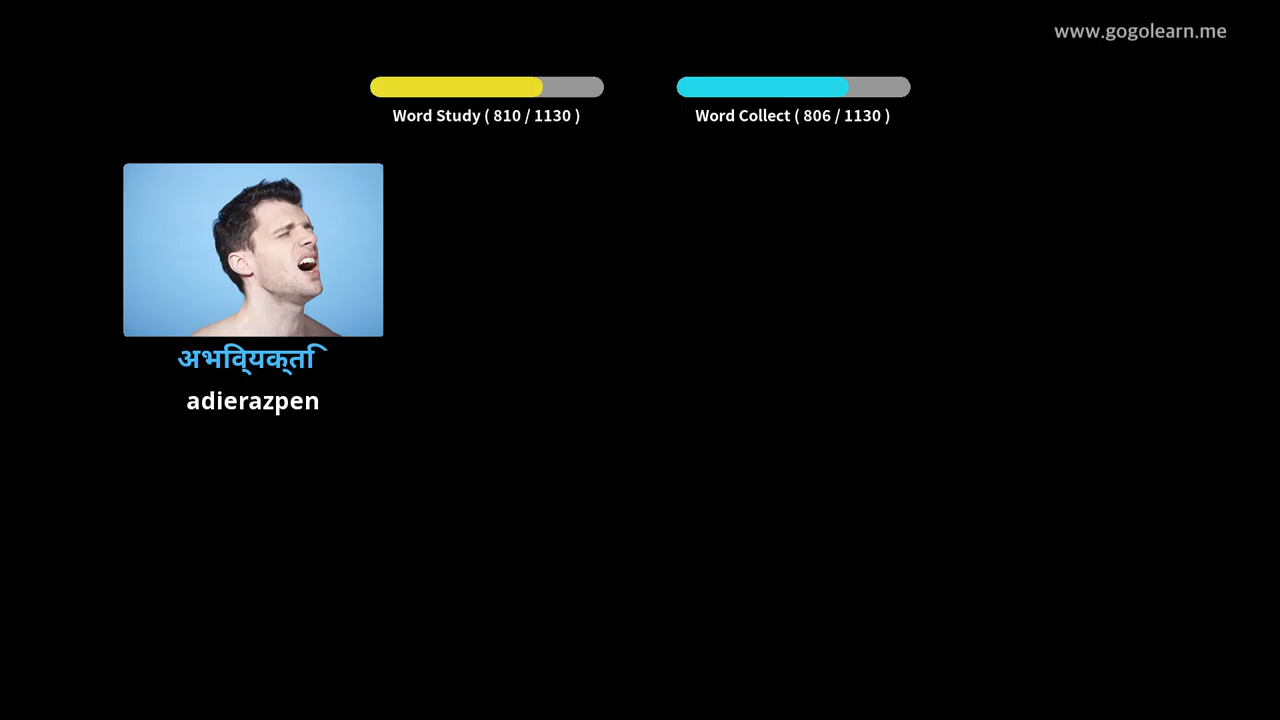 www.gogolearn.me
Word Study ( 810 / 1130 )
Word Collect ( 806 / 1130 )
अभिव्यक्ति
adierazpen